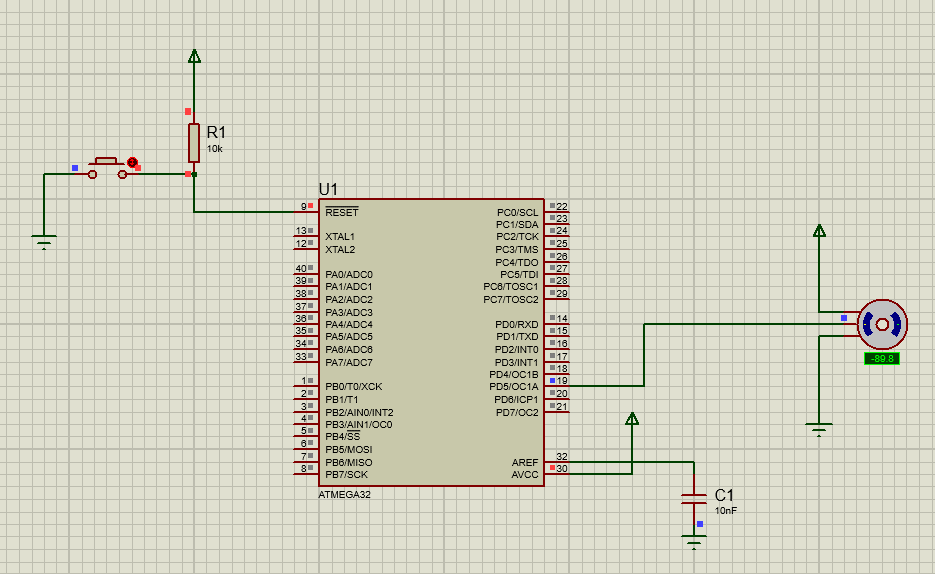 R1
10k
U1
9 RESET
13 XTAL1
12 XTAL2
40 PA0/ADC0
39 PA1/ADC1
38 PA2/ADC2
37 PA3/ADC3
36 PA4/ADC4
35 PA5/ADC5
34 PA6/ADC6
33 PA7/ADC7
1 PB0/T0/XCK
2 PB1/T1
3 PB2/AIN0/INT2
4 PB3/AIN1/OC0
5 PB4/SS
6 PB5/MOSI
7 PB6/MISO
8 PB7/SCK
PC0/SCL 22
PC1/SDA 23
PC2/TCK 24
PC3/TMS 25
PC4/TDO 26
PC5/TDI 27
PC6/TOSC1 28
PC7/TOSC2 29
PD0/RXD 14
PD1/TXD 15
PD2/INT0 16
PD3/INT1 17
PD4/OC1B 18
PD5/OC1A 19
PD6/ICP1 20
PD7/OC2 21
AREF 32
AVCC 30
ATMEGA32
-89.8
C1
10nF